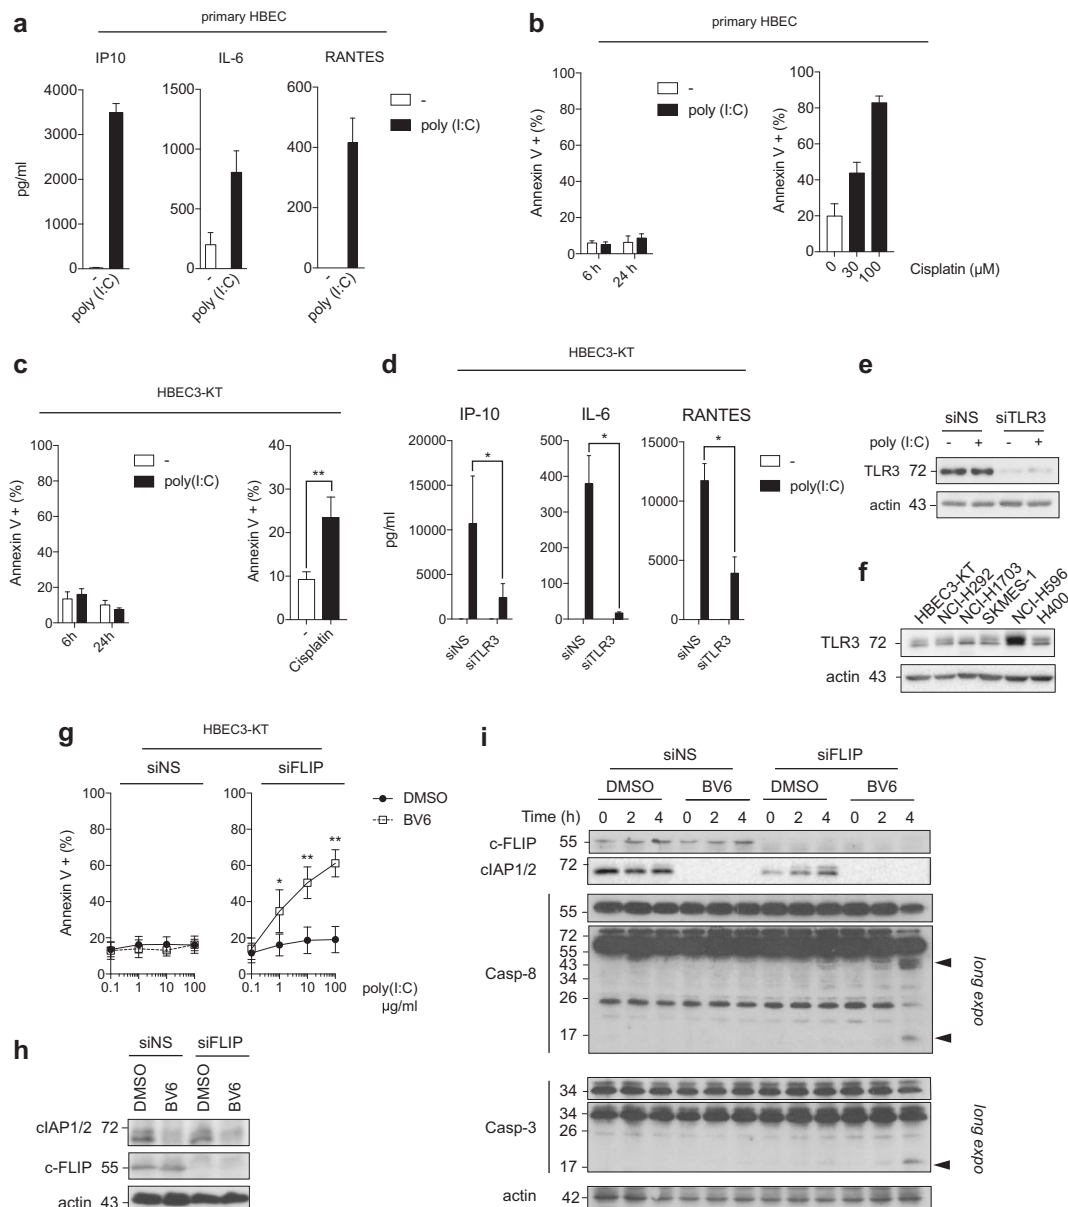 a
primary HBEC
IP10
IL-6
RANTES
pg/ml
4000
3000
2000
1000
0
-
poly (I:C)
1500
1000
500
0
-
poly (I:C)
600
400
200
0
-
poly (I:C)
-
poly (I:C)
b
primary HBEC
Annexin V + (%)
100
80
60
40
20
0
6 h
24 h
-
poly (I:C)
Annexin V + (%)
100
80
60
40
20
0
0
30
100
Cisplatin (µM)
c
HBEC3-KT
Annexin V + (%)
100
80
60
40
20
0
6h
24h
-
poly(I:C)
Annexin V + (%)
40
30
20
10
0
**
-
Cisplatin
d
HBEC3-KT
IP-10
IL-6
RANTES
pg/ml
20000
15000
10000
5000
0
*
siNS
siTLR3
500
400
300
200
100
0
*
siNS
siTLR3
15000
10000
5000
0
*
siNS
siTLR3
-
poly(I:C)
e
siNS siTLR3
poly (I:C) - + - +
TLR3 72
actin 43
f
HBEC3-KT
NCI-H292
NCI-H1703
SKMES-1
NCI-H596
H400
TLR3 72
actin 43
g
HBEC3-KT
siNS
siFLIP
Annexin V + (%)
100
80
60
40
20
0
0.1 1 10 100
100
80
60
40
20
0
* ** **
0.1 1 10 100
poly(I:C)
µg/ml
DMSO
BV6
h
siNS siFLIP
DMSO BV6 DMSO BV6
cIAP1/2 72
c-FLIP 55
actin 43
i
siNS siFLIP
DMSO BV6 DMSO BV6
Time (h) 0 2 4 0 2 4 0 2 4 0 2 4
c-FLIP 55
cIAP1/2 72
Casp-8
55
72
55
43
34
26
17
long expo
Casp-3
34
34
26
17
long expo
actin 42